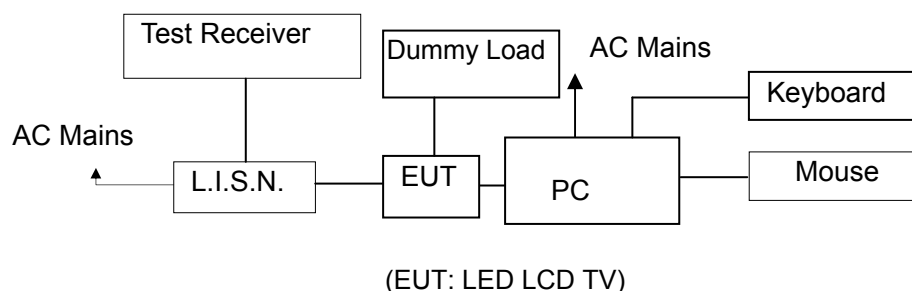 Test Receiver
Dummy Load
AC Mains
Keyboard
AC Mains
L.I.S.N.
EUT
PC
Mouse
(EUT: LED LCD TV)